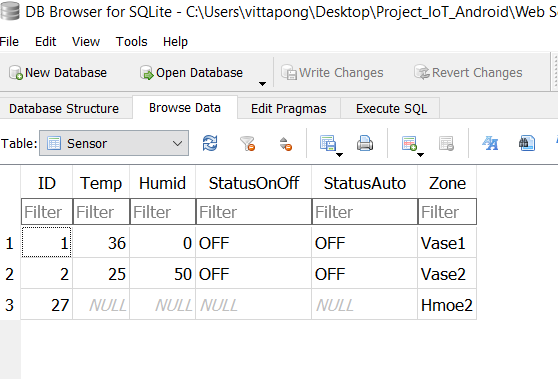 DB Browser for SQLite - C:\Users\vittapong\Desktop\Project_IoT_Android\Web S
File Edit View Tools Help
New Database Open Database Write Changes Revert Changes
Database Structure Browse Data Edit Pragmas Execute SQL
Table: Sensor
ID Temp Humid StatusOnOff StatusAuto Zone
Filter Filter Filter Filter Filter Filter
1 1 36 0 OFF OFF Vase1
2 2 25 50 OFF OFF Vase2
3 27 NULL NULL NULL NULL Hmoe2